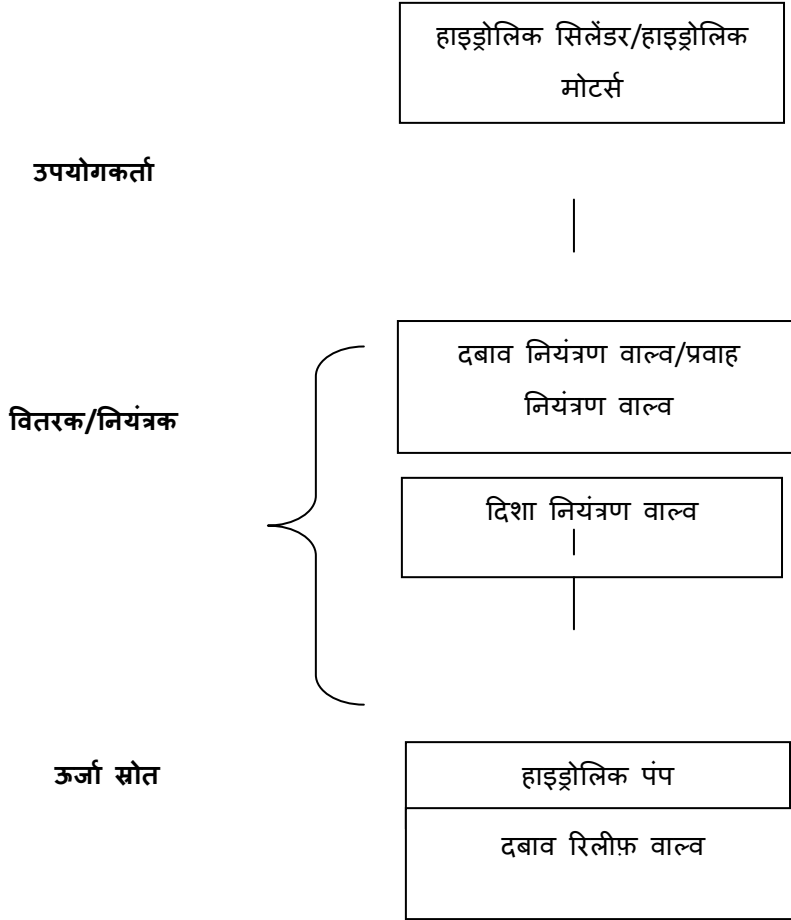 हाइड्रोलिक सिलेंडर/हाइड्रोलिक
मोटर्स
उपयोगकर्ता
दबाव नियंत्रण वाल्व/प्रवाह
नियंत्रण वाल्व
वितरक/नियंत्रक
दिशा नियंत्रण वाल्व
ऊर्जा स्रोत
हाइड्रोलिक पंप
दबाव रिलीफ़ वाल्व